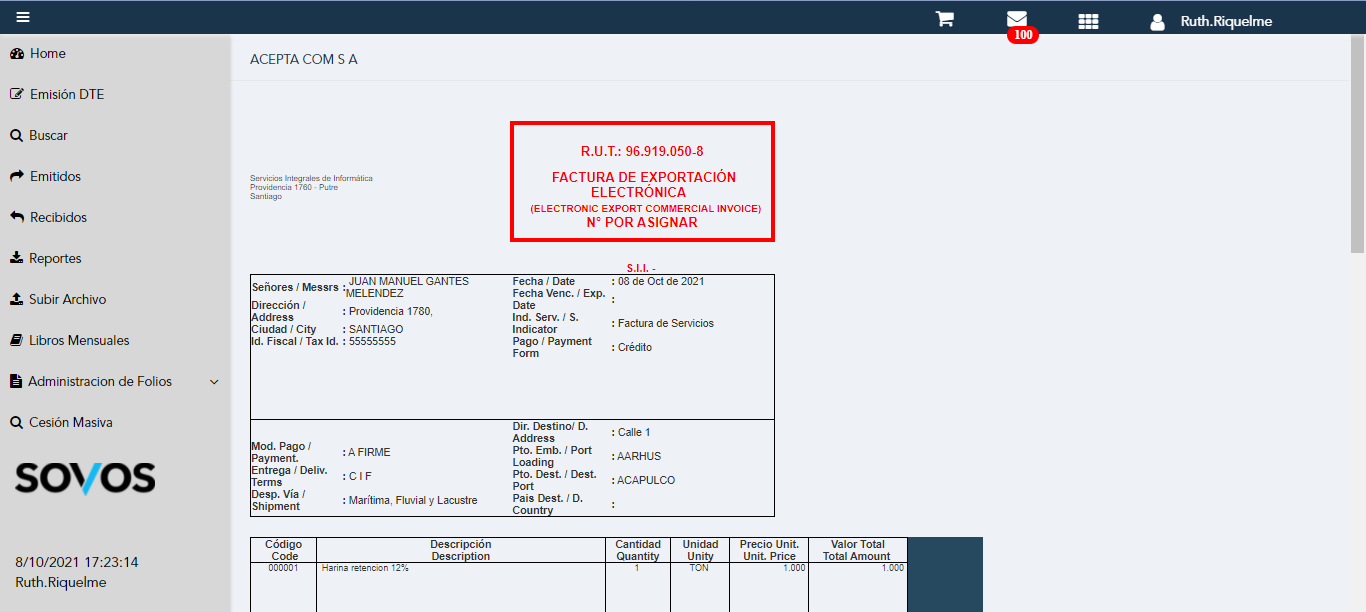 Ruth.Riquelme
100
Home
Emisión DTE
Buscar
Emitidos
Recibidos
Reportes
Subir Archivo
Libros Mensuales
Administracion de Folios
Cesión Masiva
SOVOS
8/10/2021 17:23:14
Ruth.Riquelme
ACEPTA COM S A
Servicios Integrales de Informática
Providencia 1760 - Putre
Santiago
R.U.T.: 96.919.050-8
FACTURA DE EXPORTACIÓN
ELECTRÓNICA
(ELECTRONIC EXPORT COMMERCIAL INVOICE)
N° POR ASIGNAR
S.I.I. -
Señores / Messrs : JUAN MANUEL GANTES
MELENDEZ
Dirección /
Address : Providencia 1780,
Ciudad / City : SANTIAGO
Id. Fiscal / Tax Id. : 55555555
Fecha / Date : 08 de Oct de 2021
Fecha Venc. / Exp.
Date :
Ind. Serv. / S.
Indicator : Factura de Servicios
Pago / Payment
Form : Crédito
Mod. Pago /
Payment. : A FIRME
Entrega / Deliv.
Terms : C I F
Desp. Vía /
Shipment : Marítima, Fluvial y Lacustre
Dir. Destino/ D.
Address : Calle 1
Pto. Emb. / Port
Loading : AARHUS
Pto. Dest. / Dest.
Port : ACAPULCO
Pais Dest. / D.
Country :
Código Descripción Cantidad Unidad Precio Unit. Valor Total
Code Description Quantity Unity Unit. Price Total Amount
000001 Harina retencion 12% 1 TON 1.000 1.000